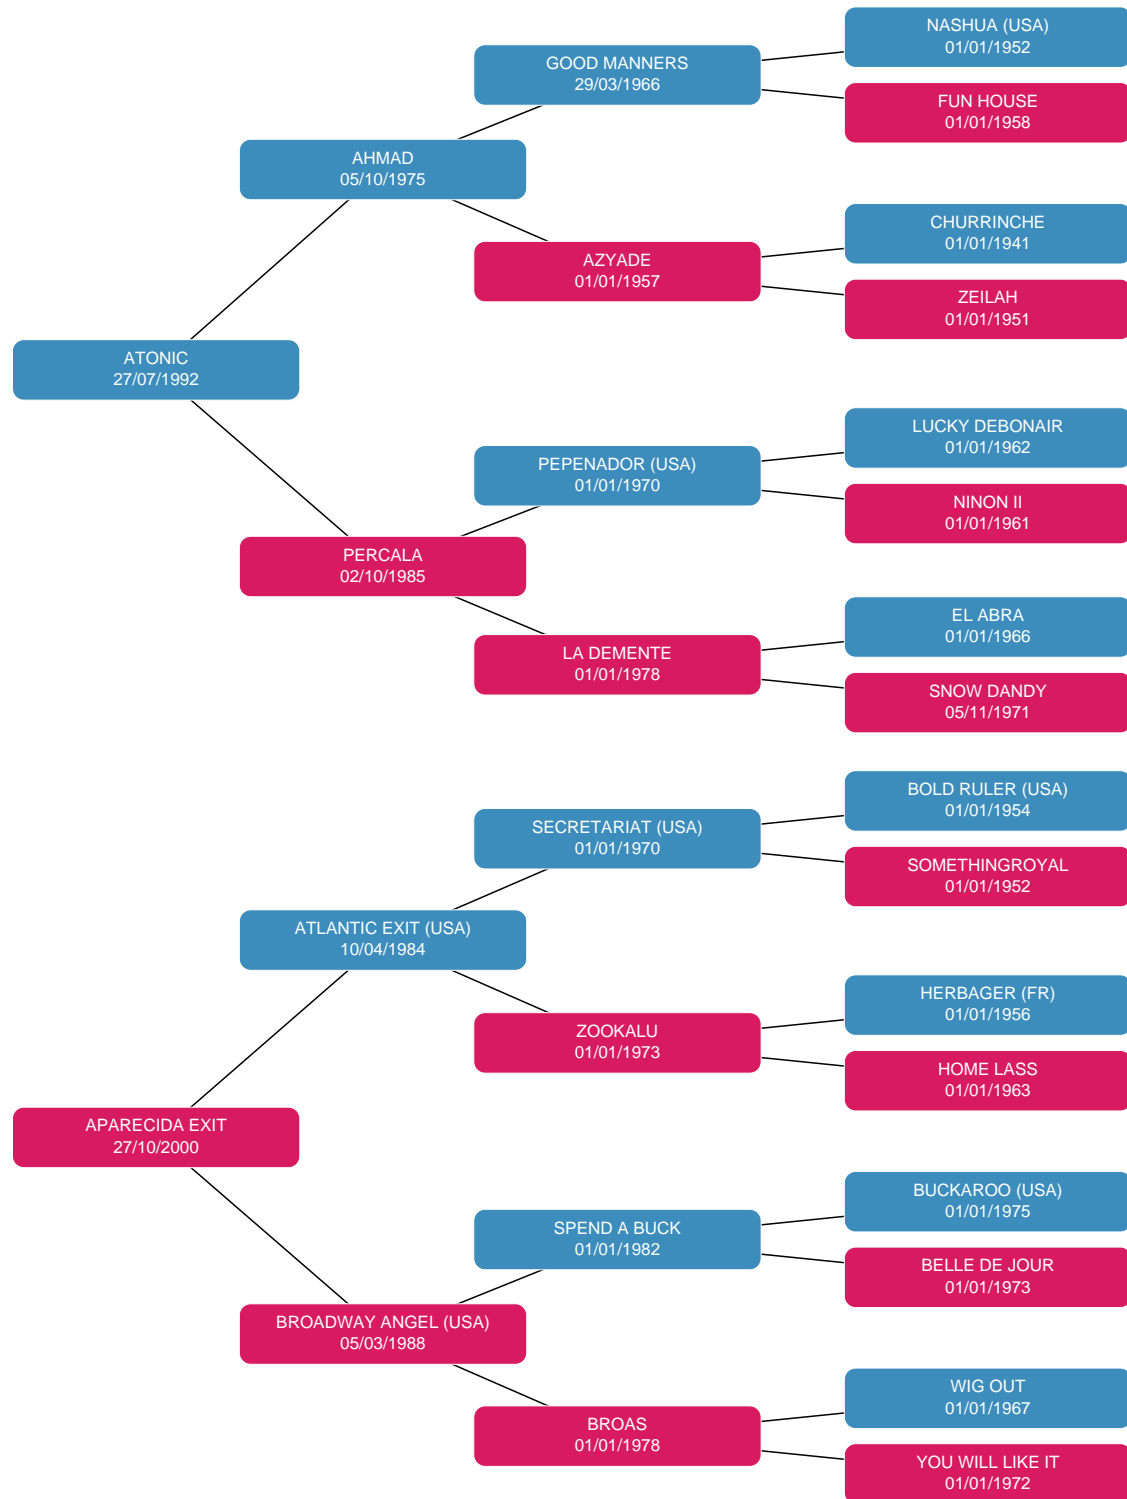 NASHUA (USA)
01/01/1952
GOOD MANNERS
29/03/1966
FUN HOUSE
01/01/1958
AHMAD
05/10/1975
CHURRINCHE
01/01/1941
AZYADE
01/01/1957
ZEILAH
01/01/1951
ATONIC
27/07/1992
LUCKY DEBONAIR
01/01/1962
PEPENADOR (USA)
01/01/1970
NINON II
01/01/1961
PERCALA
02/10/1985
EL ABRA
01/01/1966
LA DEMENTE
01/01/1978
SNOW DANDY
05/11/1971
BOLD RULER (USA)
01/01/1954
SECRETARIAT (USA)
01/01/1970
SOMETHINGROYAL
01/01/1952
ATLANTIC EXIT (USA)
10/04/1984
HERBAGER (FR)
01/01/1956
ZOOKALU
01/01/1973
HOME LASS
01/01/1963
APARECIDA EXIT
27/10/2000
BUCKAROO (USA)
01/01/1975
SPEND A BUCK
01/01/1982
BELLE DE JOUR
01/01/1973
BROADWAY ANGEL (USA)
05/03/1988
WIG OUT
01/01/1967
BROAS
01/01/1978
YOU WILL LIKE IT
01/01/1972